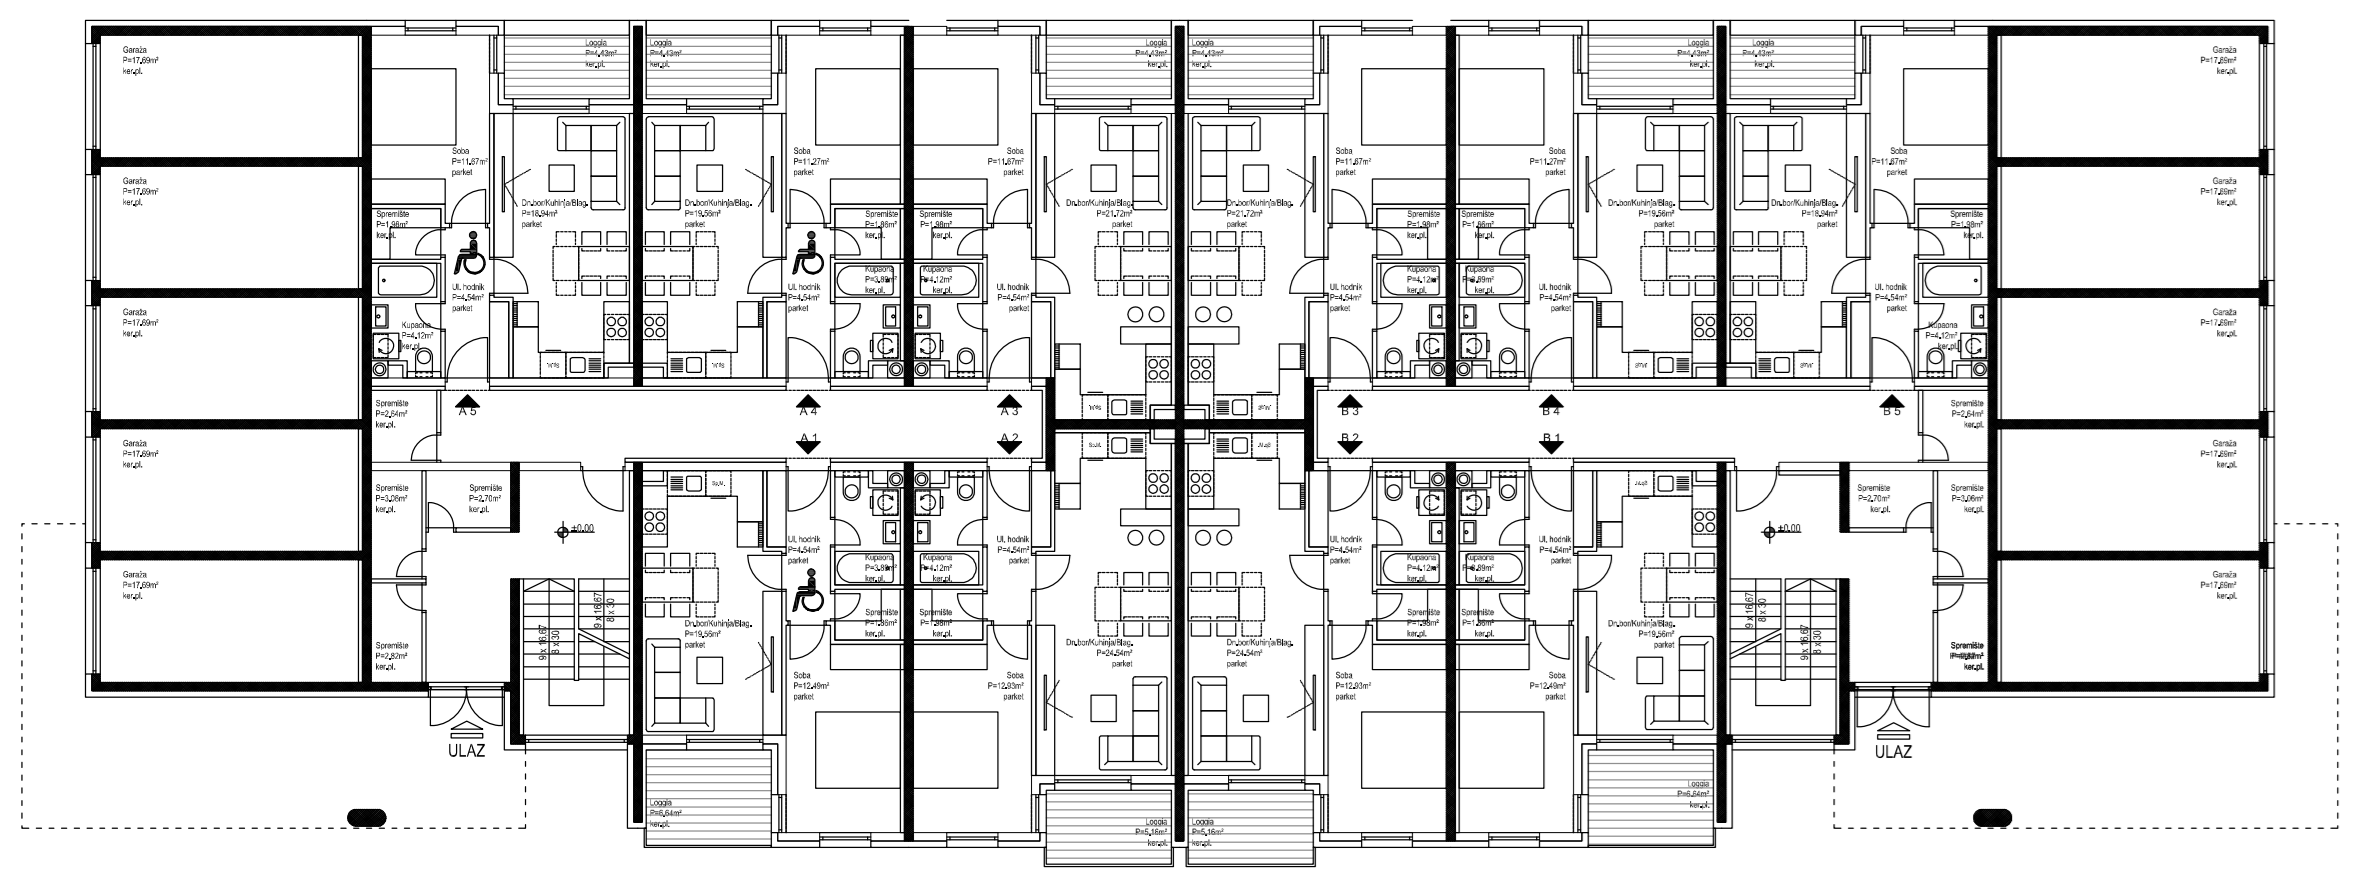 Garaža
P=17.69m²
ker.pl.
Loggia
P=4.43m²
ker.pl.
Loggia
P=4.43m²
ker.pl.
Loggia
P=4.43m²
ker.pl.
Loggia
P=4.43m²
ker.pl.
Loggia
P=4.43m²
ker.pl.
Loggia
P=4.43m²
ker.pl.
Garaža
P=17.69m²
ker.pl.
Soba
P=11.67m²
parket
Soba
P=11.27m²
parket
Soba
P=11.67m²
parket
Soba
P=11.67m²
parket
Soba
P=11.27m²
parket
Soba
P=11.67m²
parket
Garaža
P=17.69m²
ker.pl.
Dn.bor/Kuhinja/Blag.
P=18.94m²
parket
Dn.bor/Kuhinja/Blag.
P=19.56m²
parket
Dn.bor/Kuhinja/Blag.
P=21.72m²
parket
Dn.bor/Kuhinja/Blag.
P=21.72m²
parket
Dn.bor/Kuhinja/Blag.
P=19.56m²
parket
Dn.bor/Kuhinja/Blag.
P=18.94m²
parket
Garaža
P=17.69m²
ker.pl.
Spremište
P=1.98m²
ker.pl.
Spremište
P=1.86m²
ker.pl.
Spremište
P=1.98m²
ker.pl.
Spremište
P=1.98m²
ker.pl.
Spremište
P=1.86m²
ker.pl.
Spremište
P=1.98m²
ker.pl.
Ul. hodnik
P=4.54m²
parket
Ul. hodnik
P=4.54m²
parket
Kupaona
P=3.89m²
ker.pl.
Kupaona
P=4.12m²
ker.pl.
Ul. hodnik
P=4.54m²
parket
Ul. hodnik
P=4.54m²
parket
Kupaona
P=4.12m²
ker.pl.
Kupaona
P=3.89m²
ker.pl.
Ul. hodnik
P=4.54m²
parket
Ul. hodnik
P=4.54m²
parket
Garaža
P=17.69m²
ker.pl.
Kupaona
P=4.12m²
ker.pl.
Kupaona
P=4.12m²
ker.pl.
Garaža
P=17.69m²
ker.pl.
Spremište
P=2.64m²
ker.pl.
A 5
A 4
A 3
B 3
B 4
B 5
Spremište
P=2.64m²
ker.pl.
A 1
A 2
B 2
B 1
Garaža
P=17.69m²
ker.pl.
Garaža
P=17.69m²
ker.pl.
Spremište
P=3.06m²
ker.pl.
Spremište
P=2.70m²
ker.pl.
Spremište
P=2.70m²
ker.pl.
Spremište
P=3.06m²
ker.pl.
±0.00
±0.00
Ul. hodnik
P=4.54m²
parket
Kupaona
P=3.89m²
ker.pl.
Kupaona
P=4.12m²
ker.pl.
Ul. hodnik
P=4.54m²
parket
Ul. hodnik
P=4.54m²
parket
Kupaona
P=4.12m²
ker.pl.
Kupaona
P=3.89m²
ker.pl.
Ul. hodnik
P=4.54m²
parket
Garaža
P=17.69m²
ker.pl.
Garaža
P=17.69m²
ker.pl.
9 x 16.67
8 x 30
9 x 16.67
8 x 30
9 x 16.67
8 x 30
9 x 16.67
8 x 30
Spremište
P=1.86m²
ker.pl.
Spremište
P=1.98m²
ker.pl.
Spremište
P=1.98m²
ker.pl.
Spremište
P=1.86m²
ker.pl.
Dn.bor/Kuhinja/Blag.
P=19.56m²
parket
Dn.bor/Kuhinja/Blag.
P=24.54m²
parket
Dn.bor/Kuhinja/Blag.
P=24.54m²
parket
Dn.bor/Kuhinja/Blag.
P=19.56m²
parket
Spremište
P=2.82m²
ker.pl.
Spremište
ker.pl.
Soba
P=12.49m²
parket
Soba
P=12.93m²
parket
Soba
P=12.93m²
parket
Soba
P=12.49m²
parket
ULAZ
ULAZ
Loggia
P=6.64m²
ker.pl.
Loggia
P=5.16m²
ker.pl.
Loggia
P=5.16m²
ker.pl.
Loggia
P=6.64m²
ker.pl.